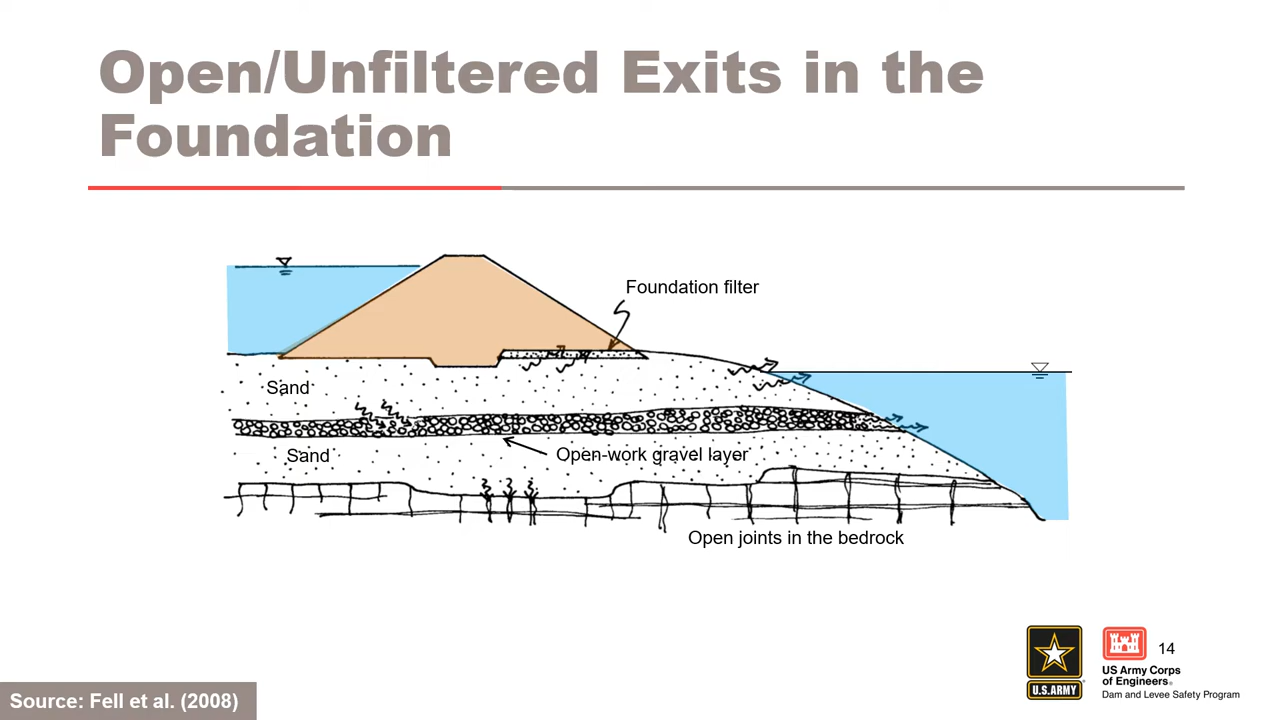 Open/Unfiltered Exits in the
Foundation
Foundation filter
Sand
Sand
Open-work gravel layer
Open joints in the bedrock
14
U.S.ARMY
US Army Corps
of Engineers®
Dam and Levee Safety Program
Source: Fell et al. (2008)